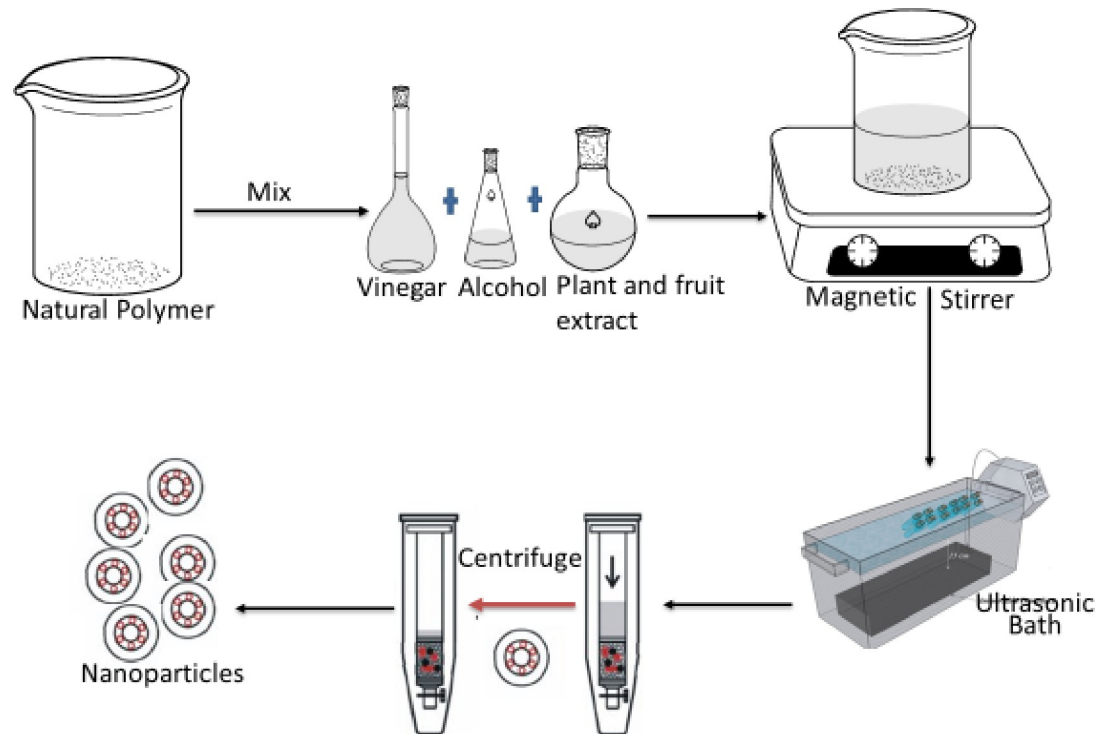 Mix
Natural Polymer
Vinegar
Alcohol
Plant and fruit
extract
Magnetic
Stirrer
Ultrasonic
Bath
Centrifuge
Nanoparticles